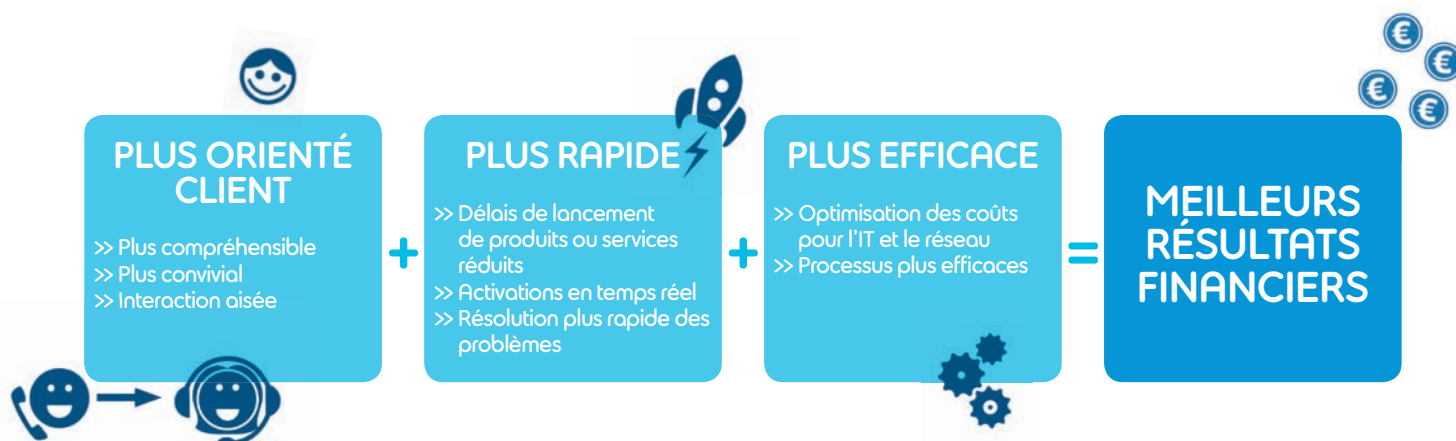 PLUS ORIENTÉ
CLIENT
>> Plus compréhensible
>> Plus convivial
>> Interaction aisée
+
PLUS RAPIDE
>> Délais de lancement
de produits ou services
réduits
>> Activations en temps réel
>> Résolution plus rapide des
problèmes
+
PLUS EFFICACE
>> Optimisation des coûts
pour l'IT et le réseau
>> Processus plus efficaces
=
MEILLEURS
RÉSULTATS
FINANCIERS
€
€
€
€